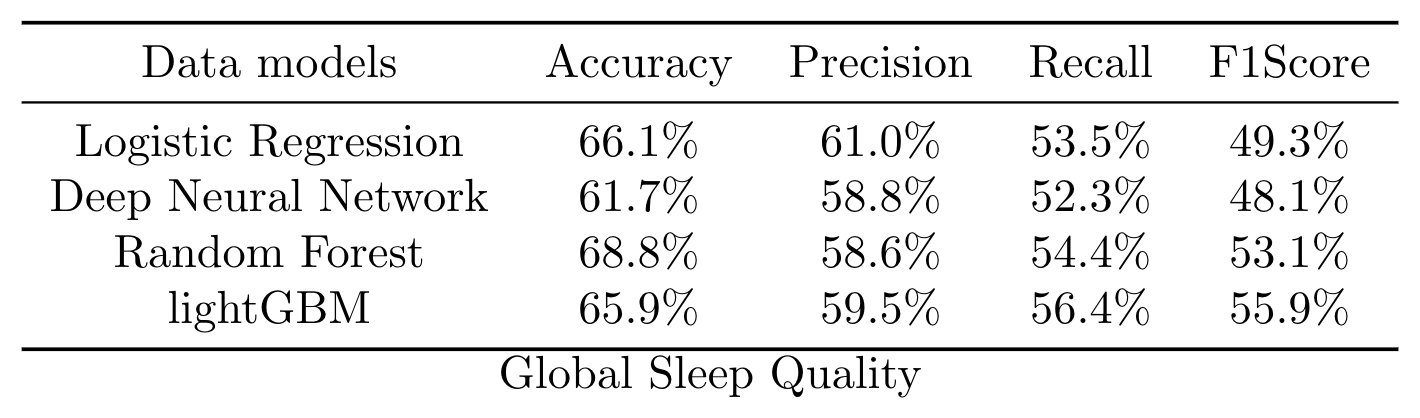 Data models Accuracy Precision Recall F1Score
Logistic Regression 66.1% 61.0% 53.5% 49.3%
Deep Neural Network 61.7% 58.8% 52.3% 48.1%
Random Forest 68.8% 58.6% 54.4% 53.1%
lightGBM 65.9% 59.5% 56.4% 55.9%
Global Sleep Quality